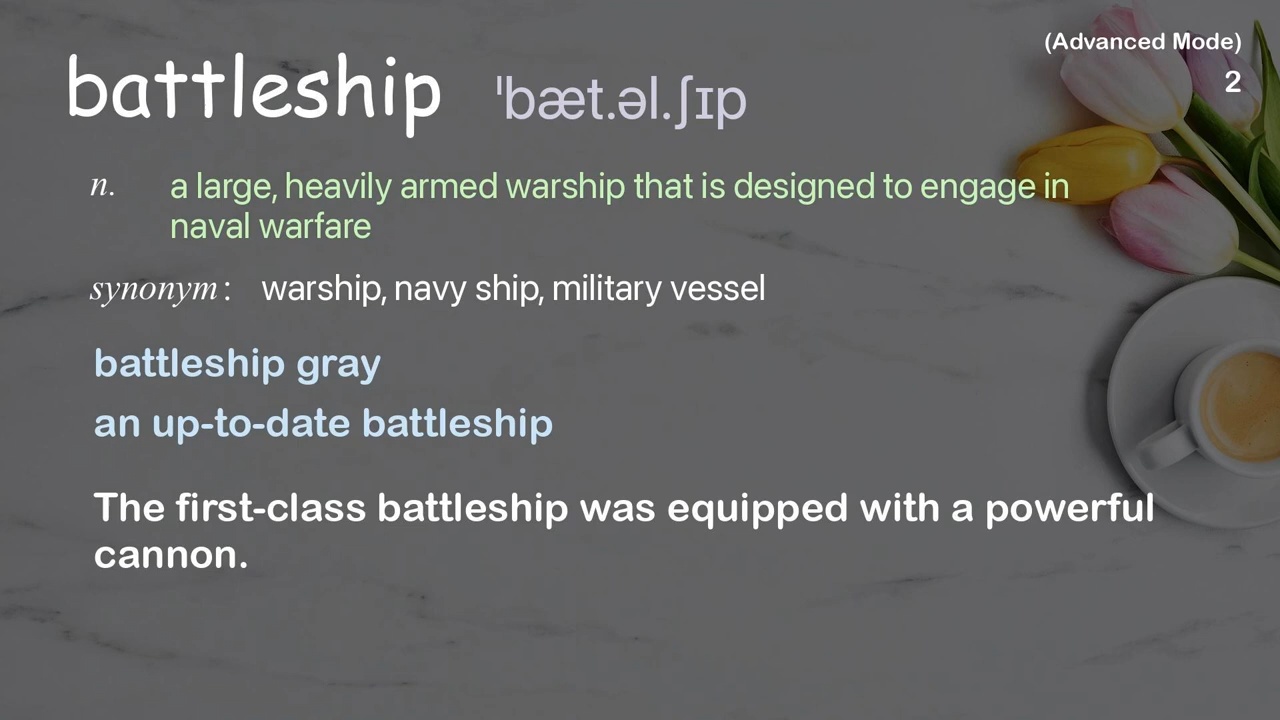 (Advanced Mode)
2
battleship ˈbæt.əl.ʃɪp
n. a large, heavily armed warship that is designed to engage in
naval warfare
synonym: warship, navy ship, military vessel
battleship gray
an up-to-date battleship
The first-class battleship was equipped with a powerful
cannon.